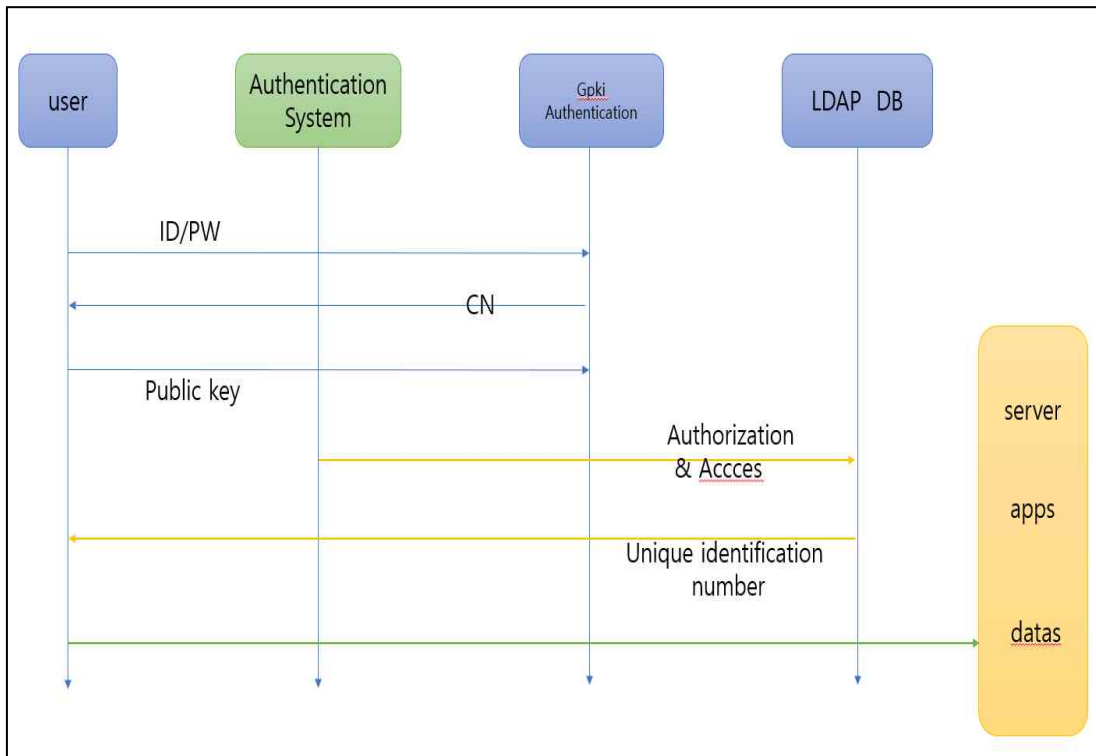 user
Authentication
System
Gpki
Authentication
LDAP DB
ID/PW
CN
Public key
Authorization
& Accces
Unique identification
number
server
apps
datas